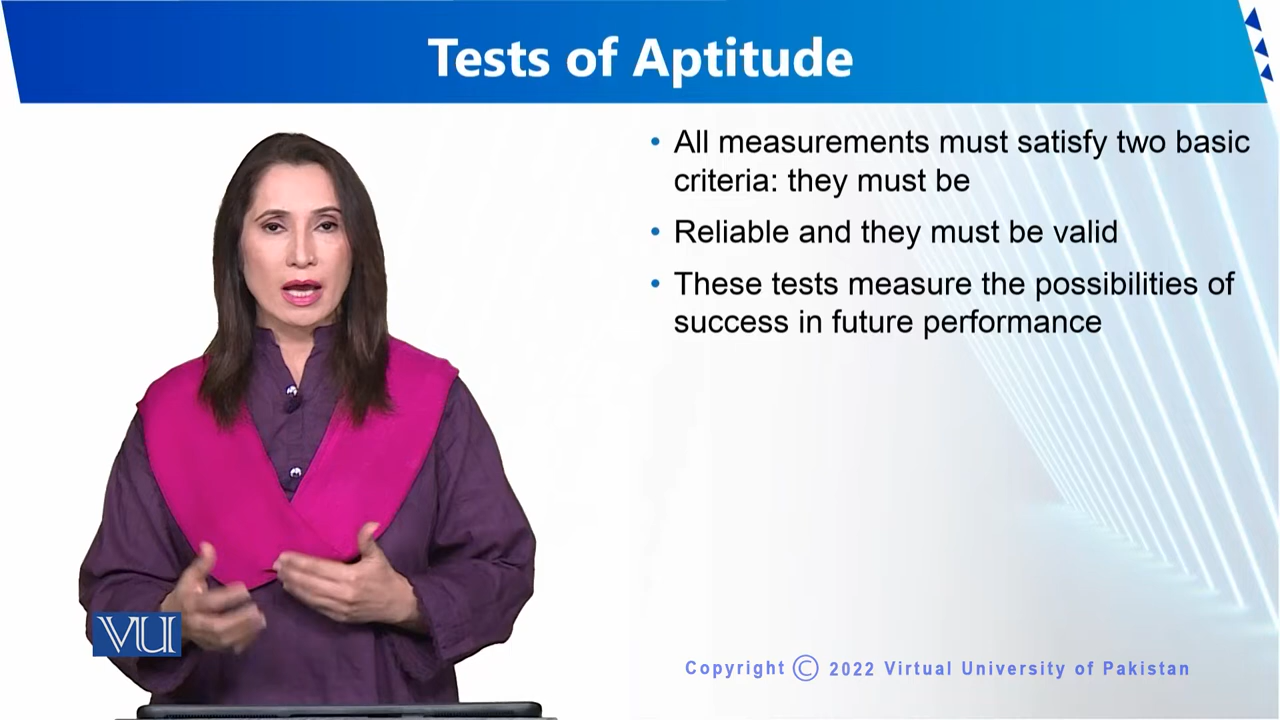 Tests of Aptitude
• All measurements must satisfy two basic
criteria: they must be
• Reliable and they must be valid
• These tests measure the possibilities of
success in future performance
VU
Copyright © 2022 Virtual University of Pakistan